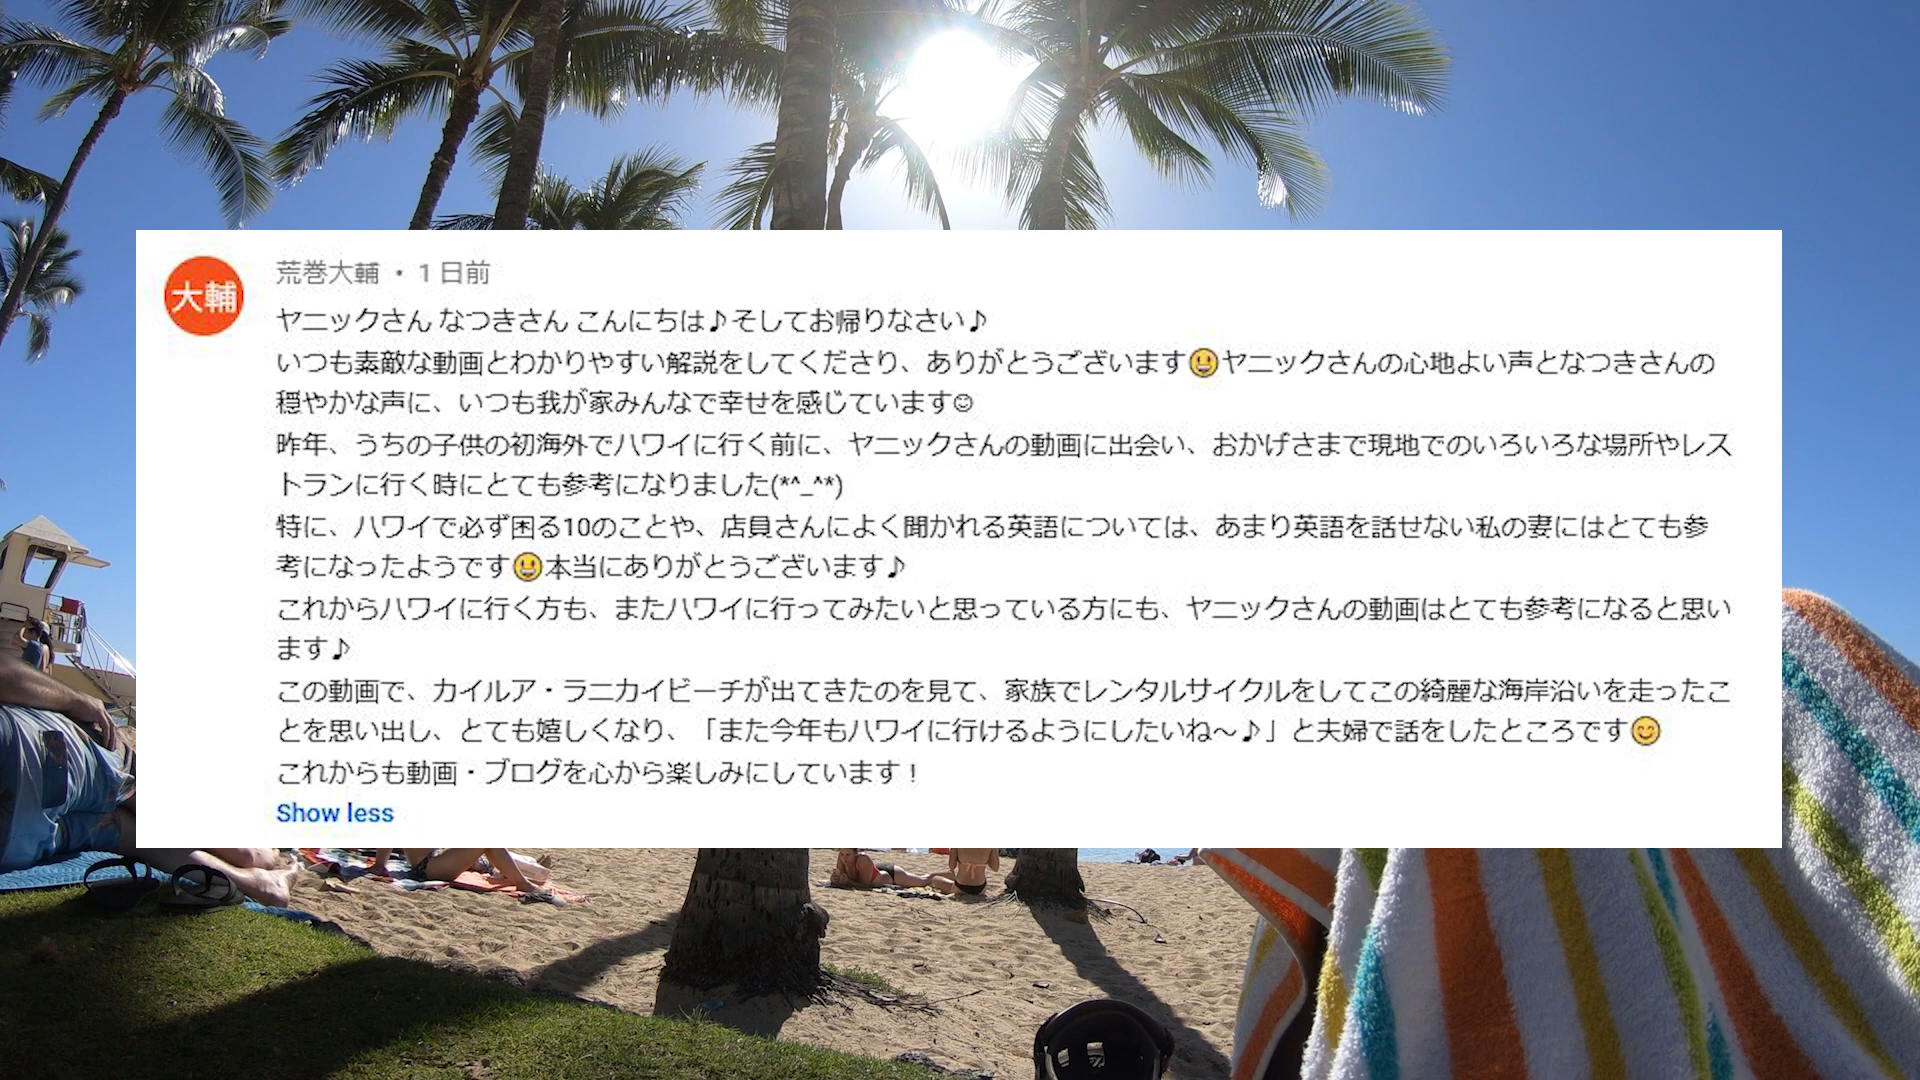 大輔
荒巻大輔 • 1 日前
ヤニックさん なつきさん こんにちは♪そしてお帰りなさい♪
いつも素敵な動画とわかりやすい解説をしてくださり、ありがとうございます😃ヤニックさんの心地よい声となつきさんの
穏やかな声に、いつも我が家みんなで幸せを感じています☺
昨年、うちの子供の初海外でハワイに行く前に、ヤニックさんの動画に出会い、おかげさまで現地でのいろいろな場所やレス
トランに行く時にとても参考になりました(*^_^*)
特に、ハワイで必ず困る10のことや、店員さんによく聞かれる英語については、あまり英語を話せない私の妻にはとても参
考になったようです😃本当にありがとうございます♪
これからハワイに行く方も、またハワイに行ってみたいと思っている方にも、ヤニックさんの動画はとても参考になると思い
ます♪
この動画で、カイルア・ラニカイビーチが出てきたのを見て、家族でレンタルサイクルをしてこの綺麗な海岸沿いを走ったこ
とを思い出し、とても嬉しくなり、「また今年もハワイに行けるようにしたいね～♪」と夫婦で話をしたところです😊
これからも動画・ブログを心から楽しみにしています！
Show less